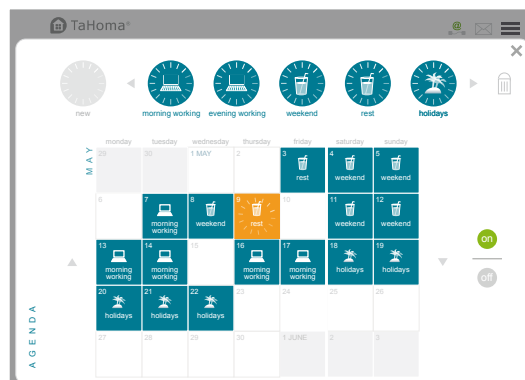 TaHoma®
@
new
morning working
evening working
weekend
rest
holidays
MAY
monday tuesday wednesday thursday friday saturday sunday
29 30 1 MAY 2 3 4 5
rest weekend weekend
6 7 8 9 10 11 12
morning working weekend rest weekend weekend
13 14 15 16 17 18 19
morning working morning working morning working morning working holidays holidays
20 21 22 23 24 25 26
holidays holidays holidays
27 28 29 30 1 JUNE 2 3
on
off
AGENDA